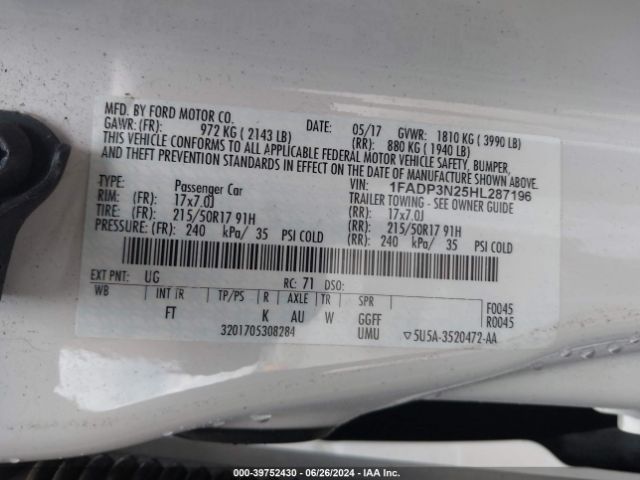 MFD. BY FORD MOTOR CO.
DATE: 05/17 GVWR: 1810 KG ( 3990 LB)
GAWR: (FR): 972 KG ( 2143 LB) (RR): 880 KG ( 1940 LB)
THIS VEHICLE CONFORMS TO ALL APPLICABLE FEDERAL MOTOR VEHICLE SAFETY, BUMPER,
AND THEFT PREVENTION STANDARDS IN EFFECT ON THE DATE OF MANUFACTURE SHOWN ABOVE.
VIN: 1FADP3N25HL287196
TYPE: Passenger Car TRAILER TOWING - SEE OWNER GUIDE
RIM: (FR): 17x7.0J (RR): 17x7.0J
TIRE: (FR): 215/50R17 91H (RR): 215/50R17 91H
PRESSURE: (FR): 240 kPa/ 35 PSI COLD (RR): 240 kPa/ 35 PSI COLD
EXT PNT: UG RC: 71 DSO:
WB INT TR TP/PS R AXLE TR SPR F0045
FT K AU W GGFF R0045
3201705308284 UMU ▽5U5A-3520472-AA
000-39752430 - 06/26/2024 - IAA Inc.